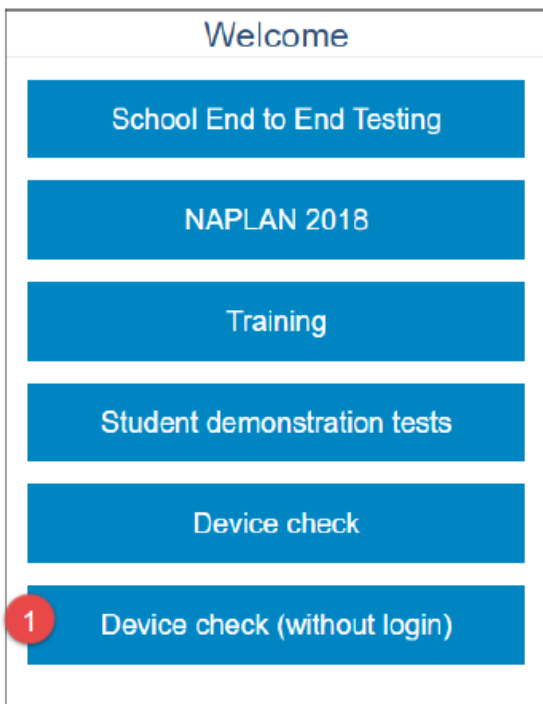 Welcome
School End to End Testing
NAPLAN 2018
Training
Student demonstration tests
Device check
1
Device check (without login)